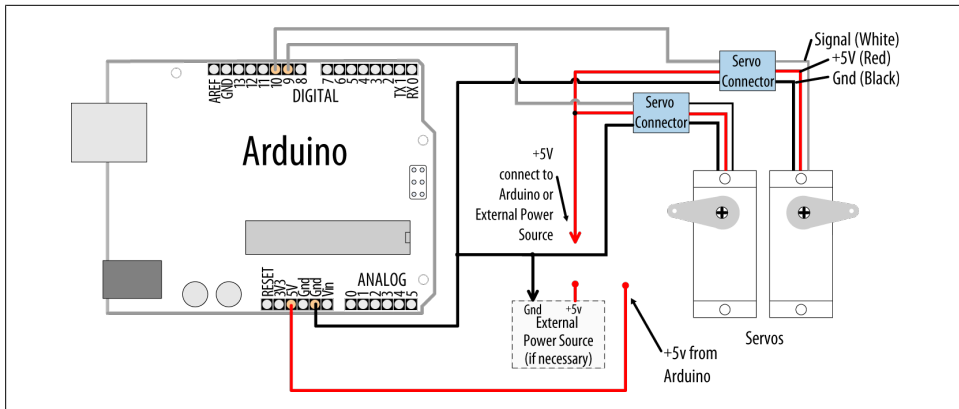 Signal (White)
+5V (Red)
Gnd (Black)
Servo
Connector
Servo
Connector
AREF
GND
13
12
11
10
9
8
7
6
5
4
3
2
TX 1
RX 0
DIGITAL
Arduino
+5V
connect to
Arduino or
External Power
Source
RESET
3V3
5V
Gnd
Gnd
Vin
ANALOG
0
1
2
3
4
5
Gnd
+5v
External
Power Source
(if necessary)
+5v from
Arduino
Servos